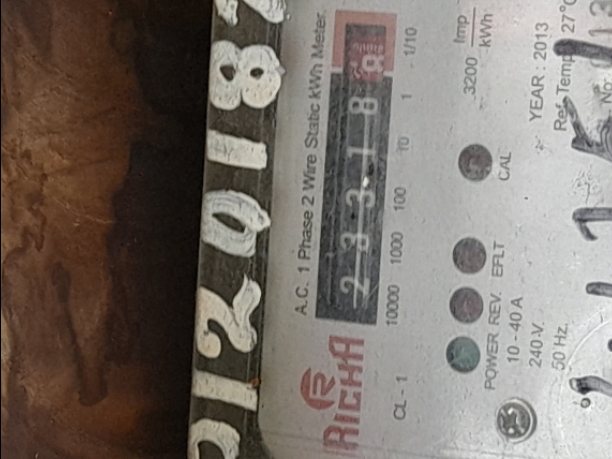 A.C. 1 Phase 2 Wire Static kWh Meter
2 3 3 1 8 8
10000 1000 100 10 1 1/10
RICHA
CL - 1
POWER REV. EFLT CAL
3200 Imp/kWh
10 - 40 A
240 V.
50 Hz.
YEAR : 2013
Ref. Temp 27°C
012018